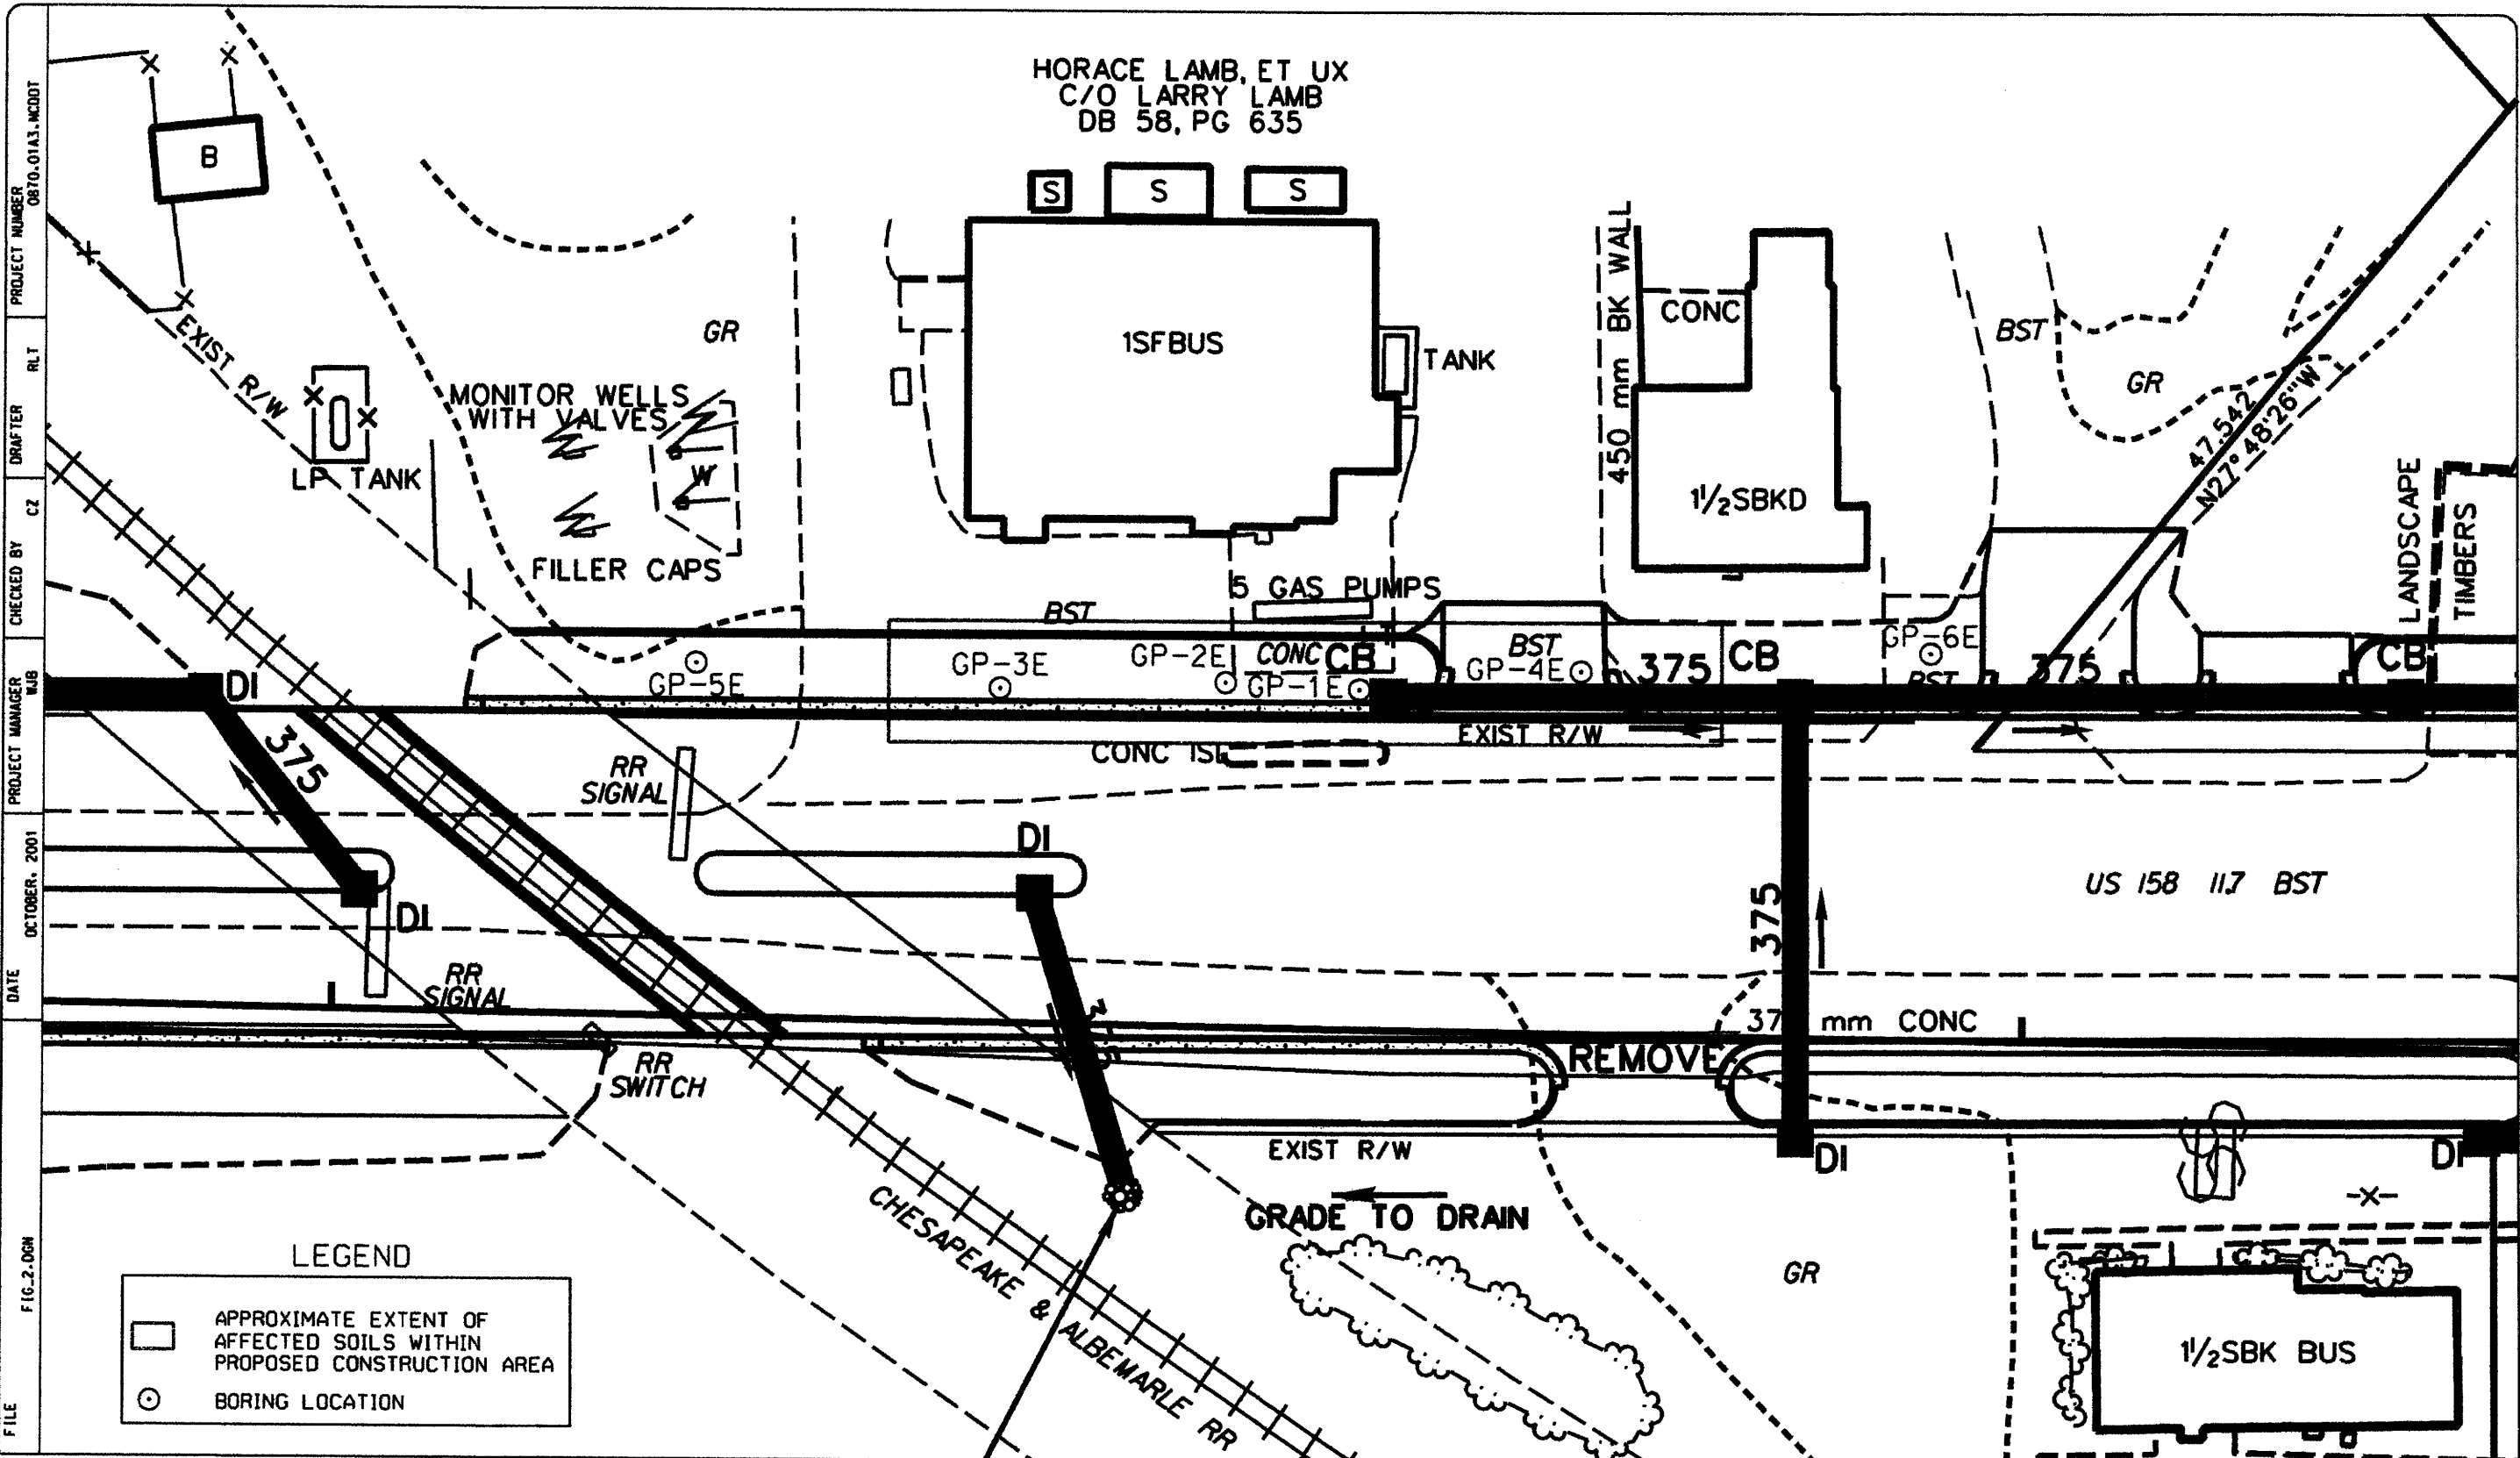 HORACE LAMB, ET UX
C/O LARRY LAMB
DB 58, PG 635
B
S
S
S
EXIST R/W
GR
1SFBUS
TANK
450 mm BK WALL
CONC
BST
GR
47.542
N27°48'26"W
MONITOR WELLS
WITH VALVES
W
LP TANK
FILLER CAPS
1½SBKD
LANDSCAPE
TIMBERS
5 GAS PUMPS
BST
GP-5E
GP-3E
GP-2E
CONC
CB
GP-1E
BST
GP-4E
375
CB
GP-6E
BST
375
CB
DI
375
CONC ISL
EXIST R/W
RR
SIGNAL
DI
DI
RR
SIGNAL
US 158 11.7 BST
375
37 mm CONC
REMOVE
RR
SWITCH
EXIST R/W
DI
DI
GRADE TO DRAIN
CHESAPEAKE & ALBEMARLE RR
GR
1½SBK BUS
LEGEND
APPROXIMATE EXTENT OF
AFFECTED SOILS WITHIN
PROPOSED CONSTRUCTION AREA
BORING LOCATION
PROJECT NUMBER
0870.01A3.NCDOT
DRAFTER
RLT
CHECKED BY
CZ
PROJECT MANAGER
WJB
DATE
OCTOBER, 2001
FILE
FIG_2.DGN